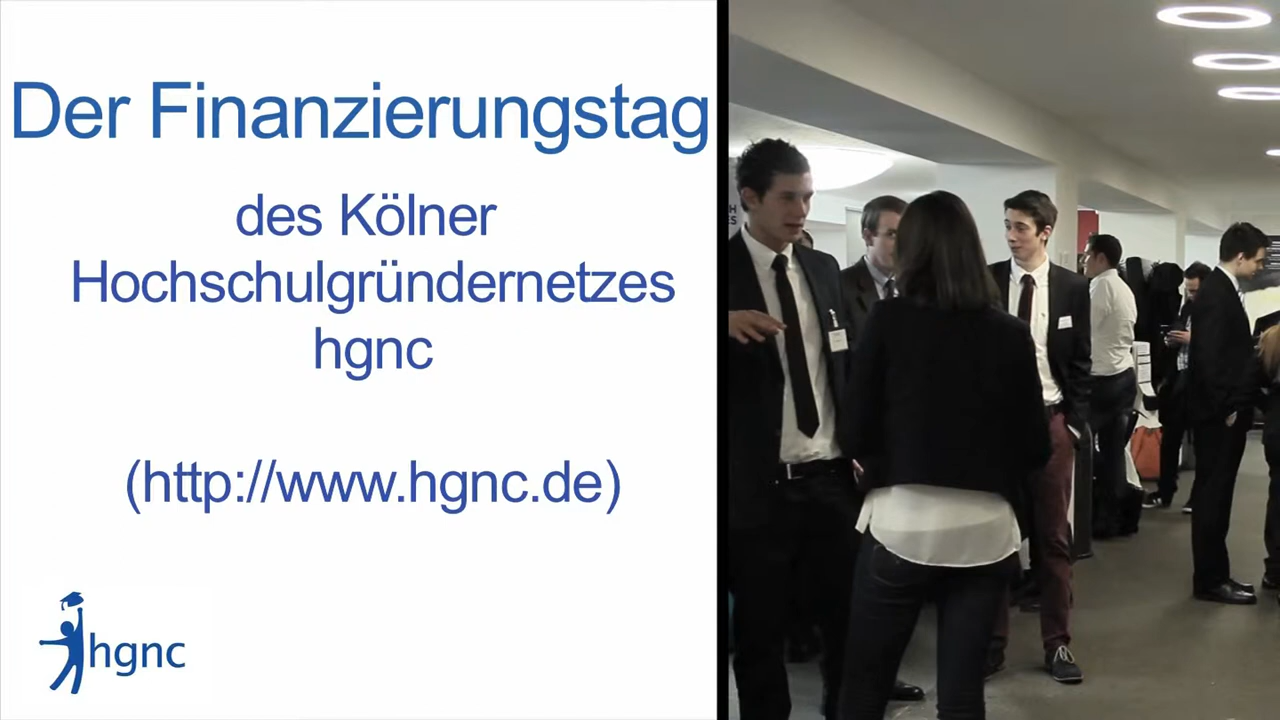 Der Finanzierungstag
des Kölner
Hochschulgründernetzes
hgnc
(http://www.hgnc.de)
hgnc